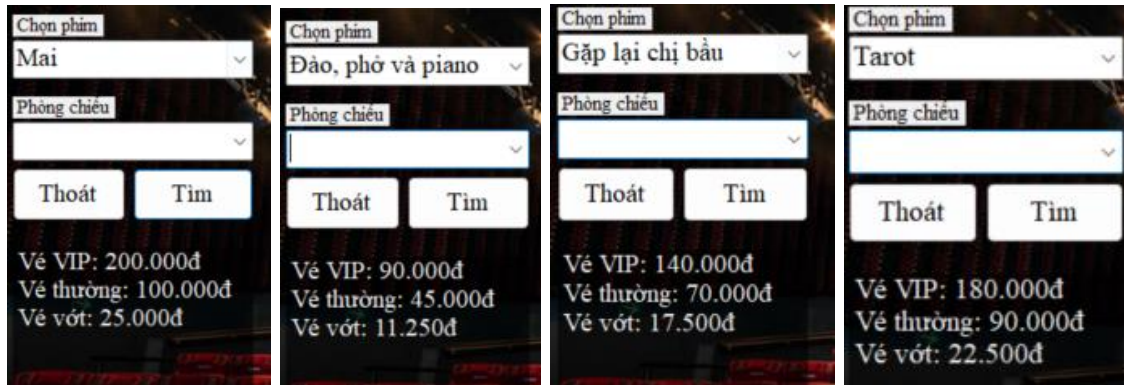 Chọn phim
Mai
Phòng chiếu
Thoát
Tìm
Vé VIP: 200.000đ
Vé thường: 100.000đ
Vé vớt: 25.000đ
Chọn phim
Đào, phở và piano
Phòng chiếu
Thoát
Tìm
Vé VIP: 90.000đ
Vé thường: 45.000đ
Vé vớt: 11.250đ
Chọn phim
Gặp lại chị bầu
Phòng chiếu
Thoát
Tìm
Vé VIP: 140.000đ
Vé thường: 70.000đ
Vé vớt: 17.500đ
Chọn phim
Tarot
Phòng chiếu
Thoát
Tìm
Vé VIP: 180.000đ
Vé thường: 90.000đ
Vé vớt: 22.500đ